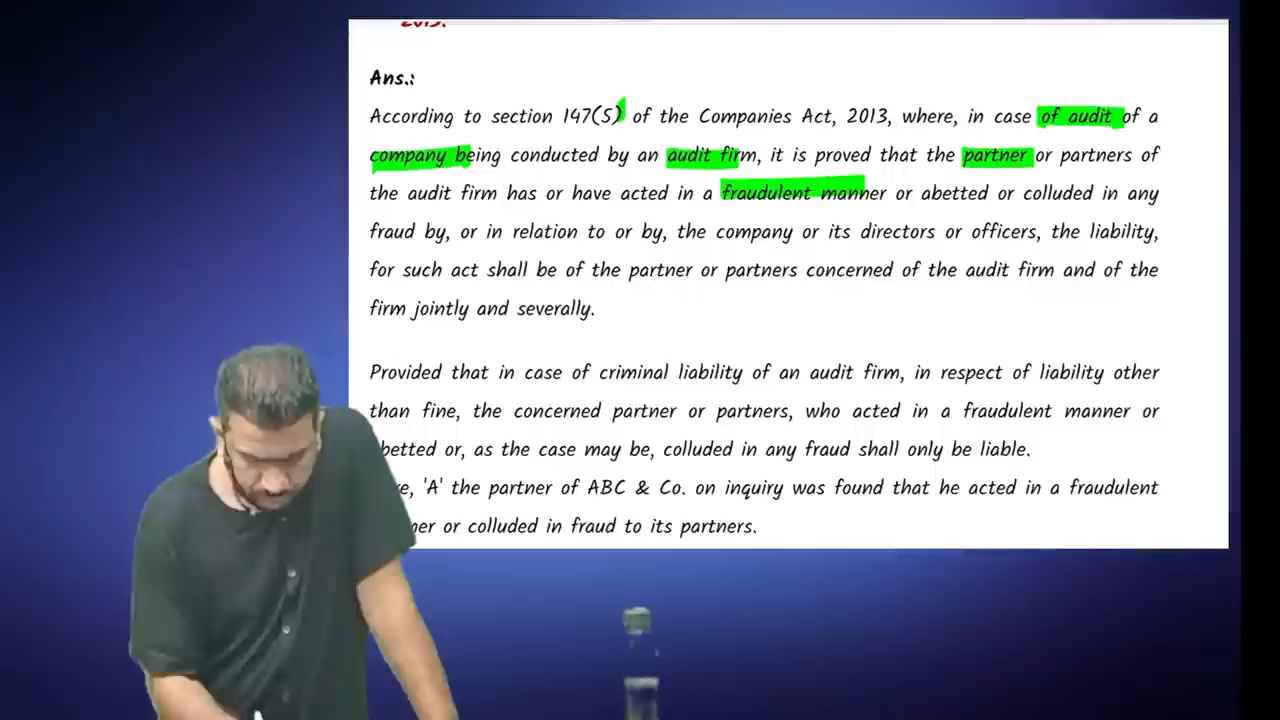 2013.
Ans.:
According to section 147(5) of the Companies Act, 2013, where, in case of audit of a
company being conducted by an audit firm, it is proved that the partner or partners of
the audit firm has or have acted in a fraudulent manner or abetted or colluded in any
fraud by, or in relation to or by, the company or its directors or officers, the liability,
for such act shall be of the partner or partners concerned of the audit firm and of the
firm jointly and severally.
Provided that in case of criminal liability of an audit firm, in respect of liability other
than fine, the concerned partner or partners, who acted in a fraudulent manner or
betted or, as the case may be, colluded in any fraud shall only be liable.
re, 'A' the partner of ABC & Co. on inquiry was found that he acted in a fraudulent
ner or colluded in fraud to its partners.